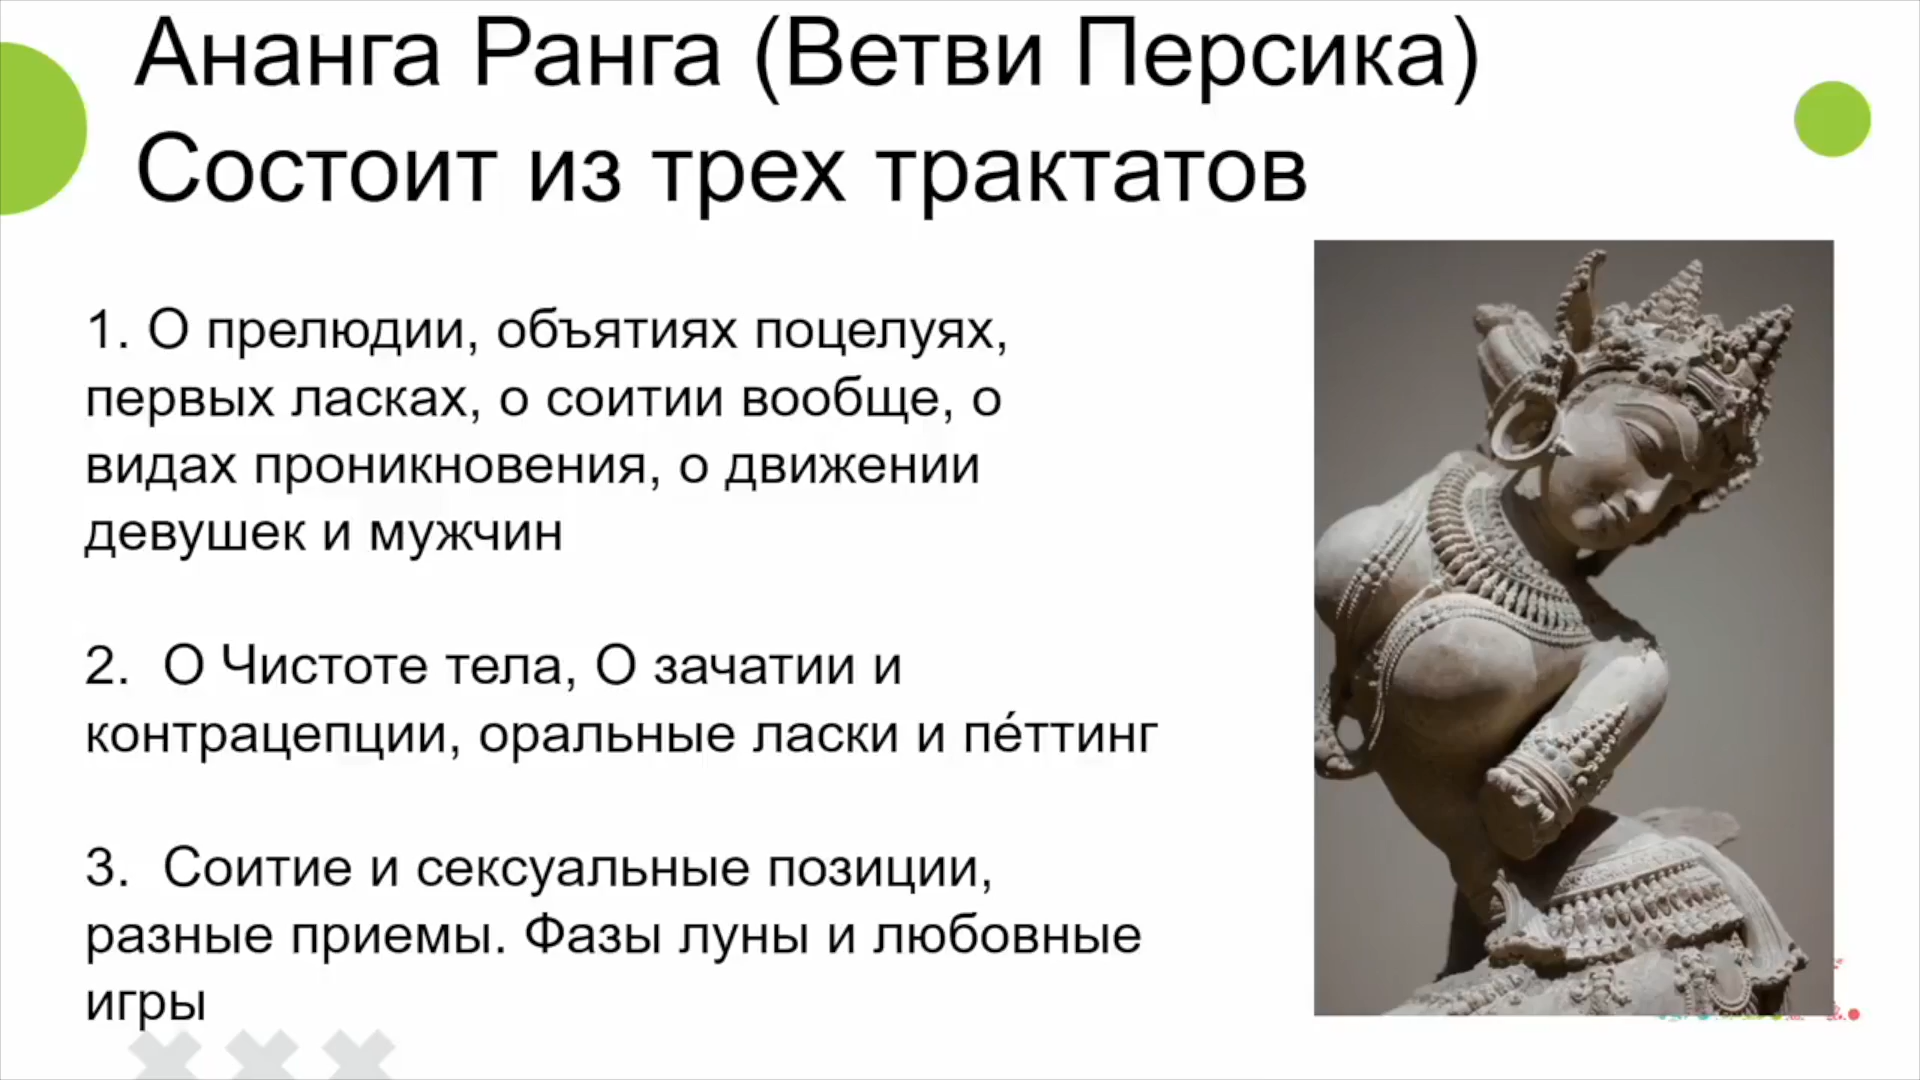 Ананга Ранга (Ветви Персика)
Состоит из трех трактатов
1. О прелюдии, объятиях поцелуях,
первых ласках, о соитии вообще, о
видах проникновения, о движении
девушек и мужчин
2. О Чистоте тела, О зачатии и
контрацепции, оральные ласки и пе́ттинг
3. Соитие и сексуальные позиции,
разные приемы. Фазы луны и любовные
игры